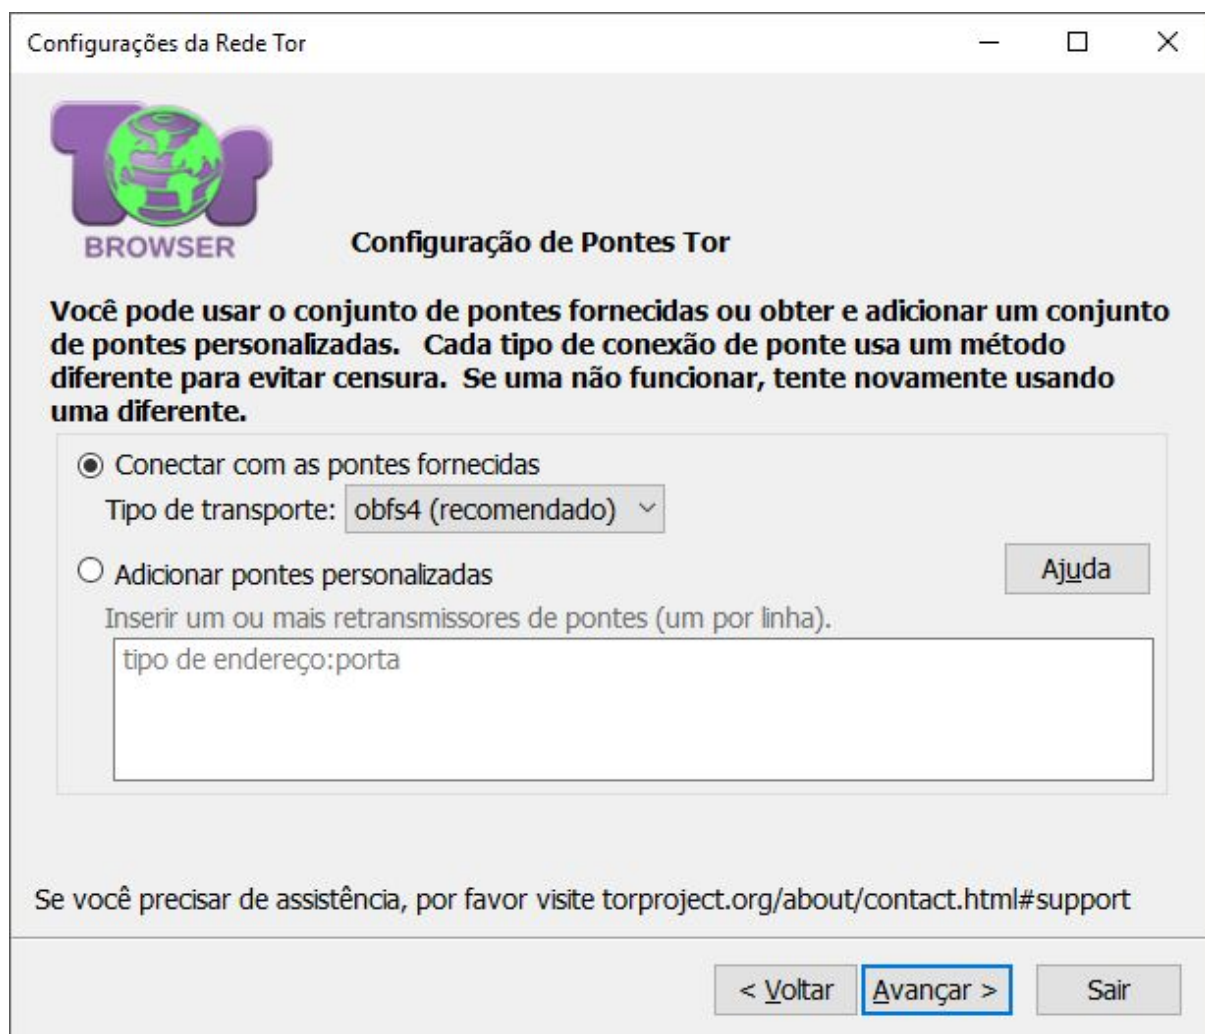 Configurações da Rede Tor
Tor
BROWSER
Configuração de Pontes Tor
Você pode usar o conjunto de pontes fornecidas ou obter e adicionar um conjunto
de pontes personalizadas.   Cada tipo de conexão de ponte usa um método
diferente para evitar censura.  Se uma não funcionar, tente novamente usando
uma diferente.
Conectar com as pontes fornecidas
Tipo de transporte: obfs4 (recomendado)
Adicionar pontes personalizadas
Ajuda
Inserir um ou mais retransmissores de pontes (um por linha).
tipo de endereço:porta
Se você precisar de assistência, por favor visite torproject.org/about/contact.html#support
< Voltar Avançar > Sair